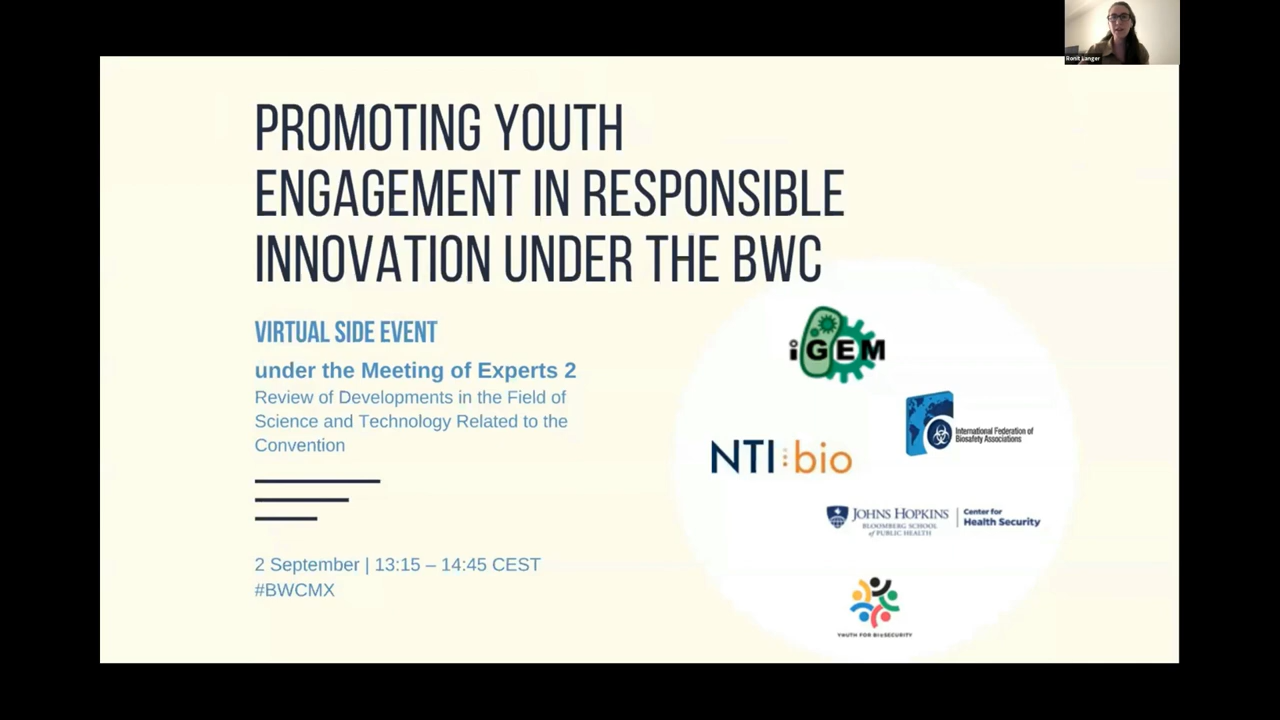 Ronit Langer
PROMOTING YOUTH
ENGAGEMENT IN RESPONSIBLE
INNOVATION UNDER THE BWC
VIRTUAL SIDE EVENT
under the Meeting of Experts 2
Review of Developments in the Field of
Science and Technology Related to the
Convention
2 September | 13:15 – 14:45 CEST
#BWCMX
iGEM
International Federation of
Biosafety Associations
NTI:bio
JOHNS HOPKINS
BLOOMBERG SCHOOL
of PUBLIC HEALTH
Center for
Health Security
YOUTH FOR BIOSECURITY